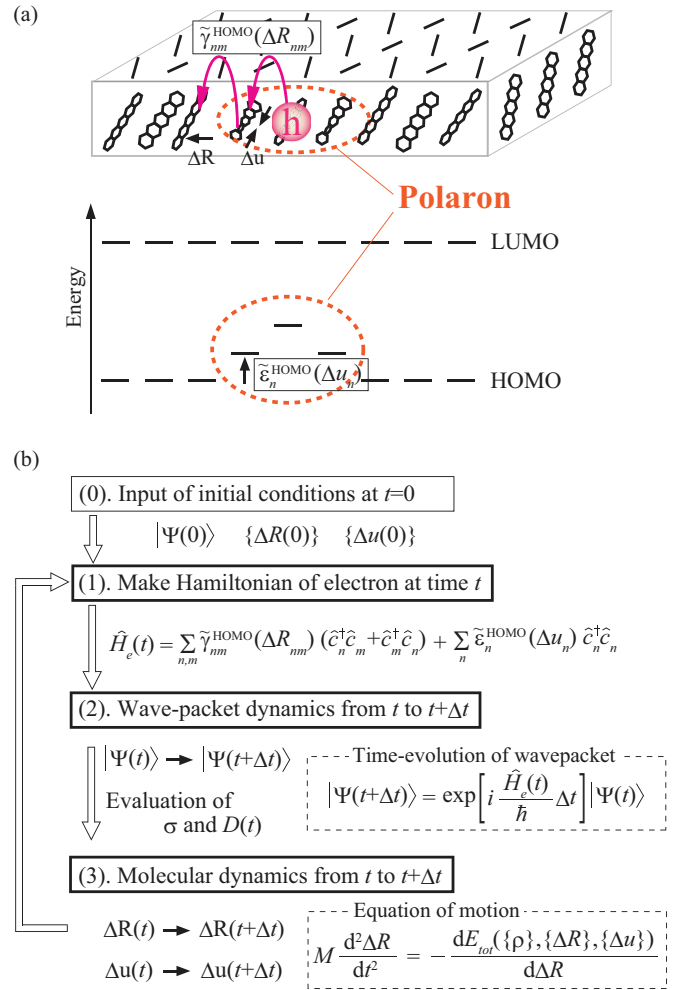 (a)
γ̃ₙₘᴴᴼᴹᴼ(ΔRₙₘ)
h
ΔR Δu
Polaron
LUMO
Energy
ε̃ₙᴴᴼᴹᴼ(Δuₙ)
HOMO
(b)
(0). Input of initial conditions at t=0
|Ψ(0)⟩ {ΔR(0)} {Δu(0)}
(1). Make Hamiltonian of electron at time t
Ĥₑ(t) = Σₙ,ₘ γ̃ₙₘᴴᴼᴹᴼ(ΔRₙₘ) (ĉₙ†ĉₘ+ĉₘ†ĉₙ) + Σₙ ε̃ₙᴴᴼᴹᴼ(Δuₙ) ĉₙ†ĉₙ
(2). Wave-packet dynamics from t to t+Δt
|Ψ(t)⟩ → |Ψ(t+Δt)⟩
Evaluation of
σ and D(t)
Time-evolution of wavepacket
|Ψ(t+Δt)⟩ = exp[i Ĥₑ(t)/ħ Δt]|Ψ(t)⟩
(3). Molecular dynamics from t to t+Δt
ΔR(t) → ΔR(t+Δt)
Δu(t) → Δu(t+Δt)
Equation of motion
M d²ΔR/dt² = − dE_tot({ρ},{ΔR},{Δu})/dΔR